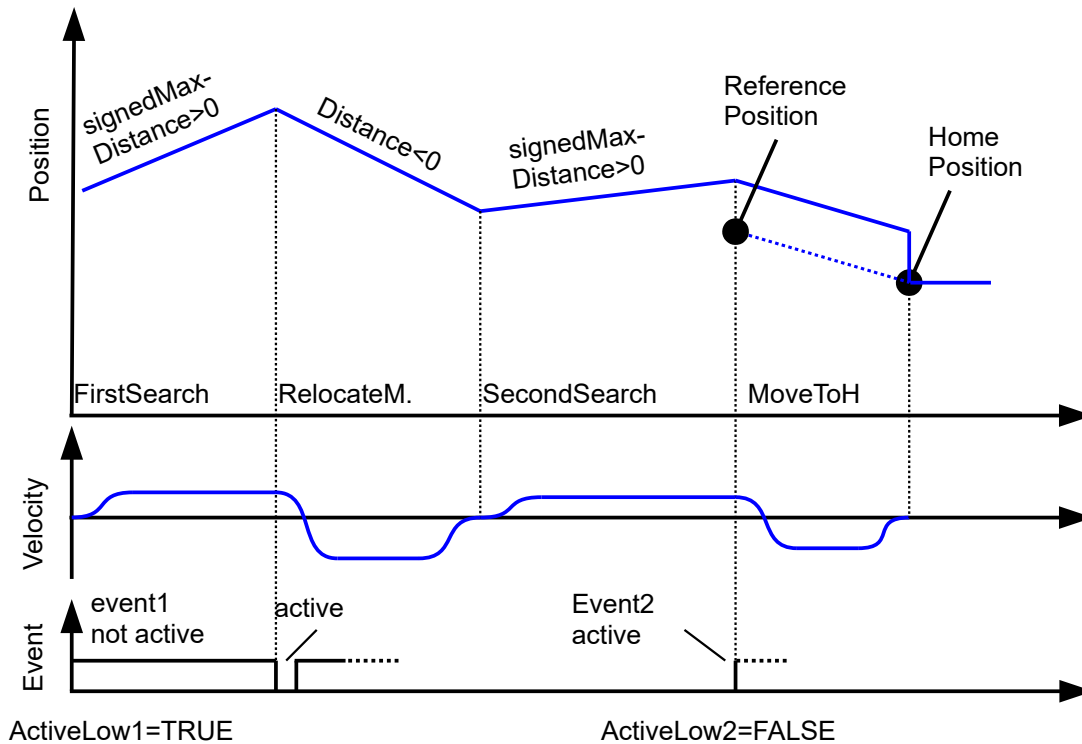 Position
signedMax-
Distance>0
Distance<0
signedMax-
Distance>0
Reference
Position
Home
Position
FirstSearch
RelocateM.
SecondSearch
MoveToH
Velocity
Event
event1
not active
active
Event2
active
ActiveLow1=TRUE
ActiveLow2=FALSE